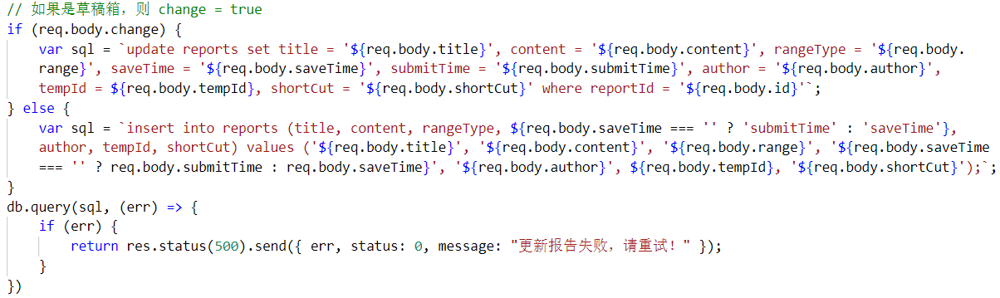 // 如果是草稿箱，则 change = true
if (req.body.change) {
var sql = `update reports set title = '${req.body.title}', content = '${req.body.content}', rangeType = '${req.body.
range}', saveTime = '${req.body.saveTime}', submitTime = '${req.body.submitTime}', author = '${req.body.author}',
tempId = ${req.body.tempId}, shortCut = '${req.body.shortCut}' where reportId = '${req.body.id}'`;
} else {
var sql = `insert into reports (title, content, rangeType, ${req.body.saveTime === '' ? 'submitTime' : 'saveTime'},
author, tempId, shortCut) values ('${req.body.title}', '${req.body.content}', '${req.body.range}', '${req.body.saveTime
=== '' ? req.body.submitTime : req.body.saveTime}', '${req.body.author}', ${req.body.tempId}, '${req.body.shortCut}');`;
}
db.query(sql, (err) => {
if (err) {
return res.status(500).send({ err, status: 0, message: "更新报告失败，请重试！" });
}
})